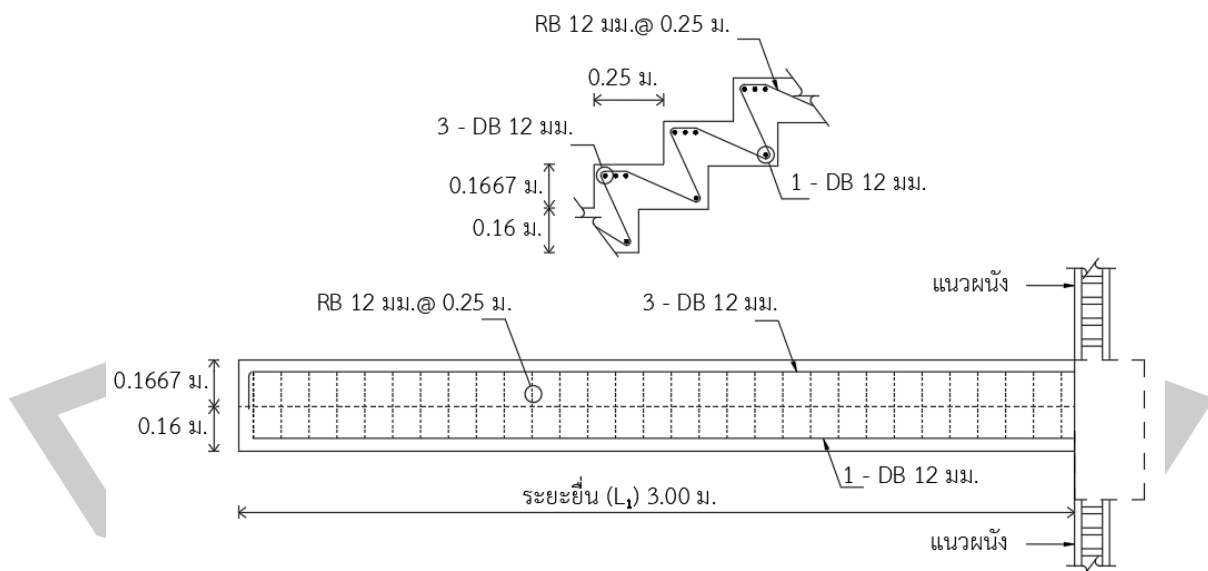 RB 12 มม.@ 0.25 ม.
0.25 ม.
3 - DB 12 มม.
0.1667 ม.
1 - DB 12 มม.
0.16 ม.
แนวผนัง
RB 12 มม.@ 0.25 ม.
3 - DB 12 มม.
0.1667 ม.
0.16 ม.
1 - DB 12 มม.
ระยะยื่น (L₁) 3.00 ม.
แนวผนัง